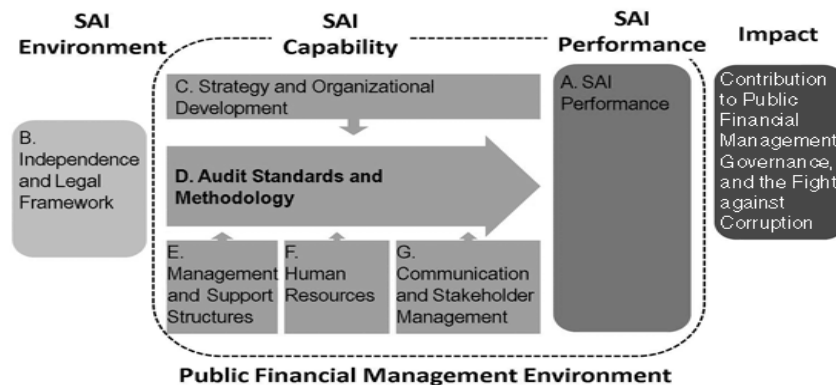 SAI
Environment
SAI
Capability
SAI
Performance
Impact
C. Strategy and Organizational
Development
A. SAI
Performance
Contribution
to Public
Financial
Management
Governance,
and the Fight
against
Corruption
B.
Independence
and Legal
Framework
D. Audit Standards and
Methodology
E.
Management
and Support
Structures
F.
Human
Resources
G.
Communication
and Stakeholder
Management
Public Financial Management Environment